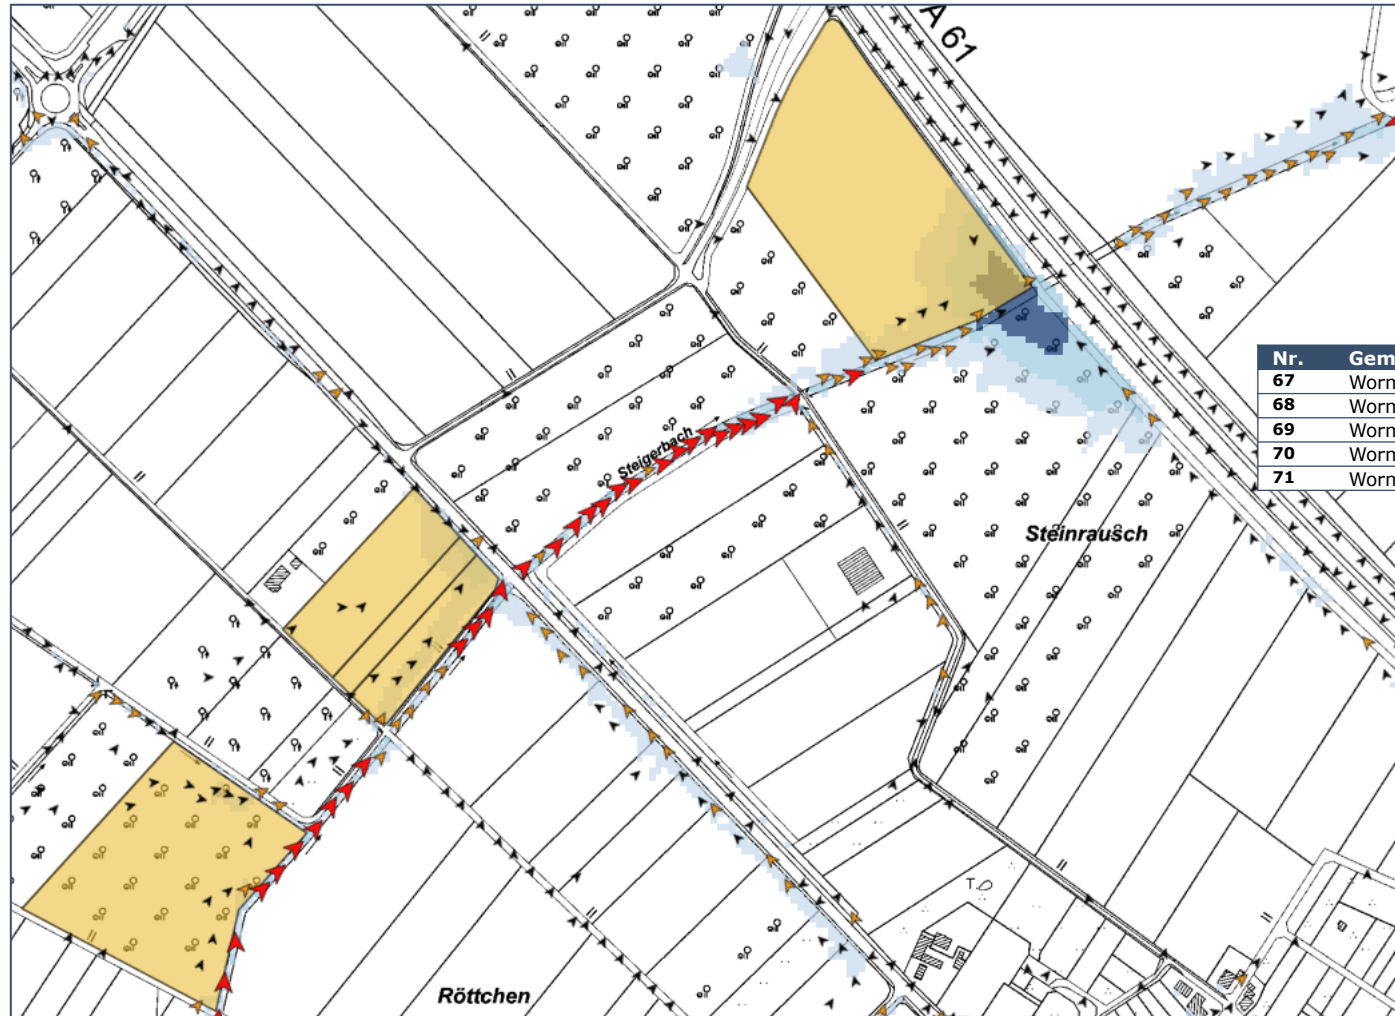 A 61
Nr. Gem
67 Worm
68 Worm
69 Worm
70 Worm
71 Worm
Steigerbach
Steinrausch
T.
Röttchen